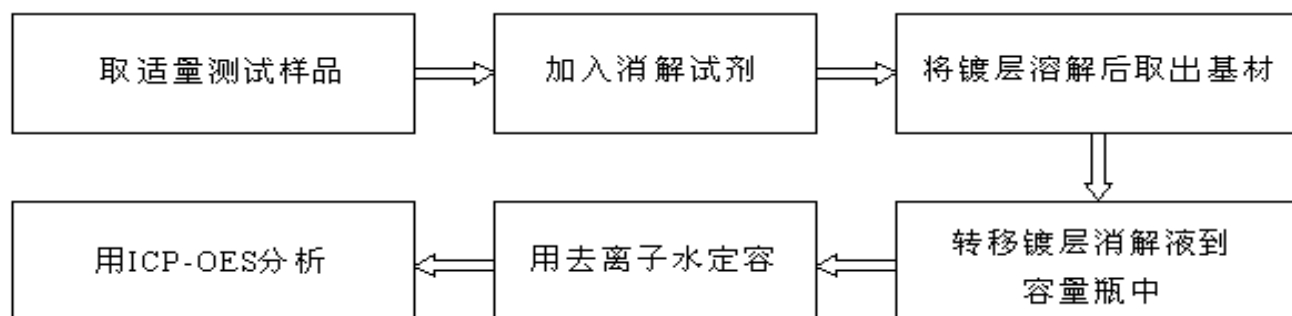 取适量测试样品
加入消解试剂
将镀层溶解后取出基材
转移镀层消解液到
容量瓶中
用去离子水定容
用ICP-OES分析